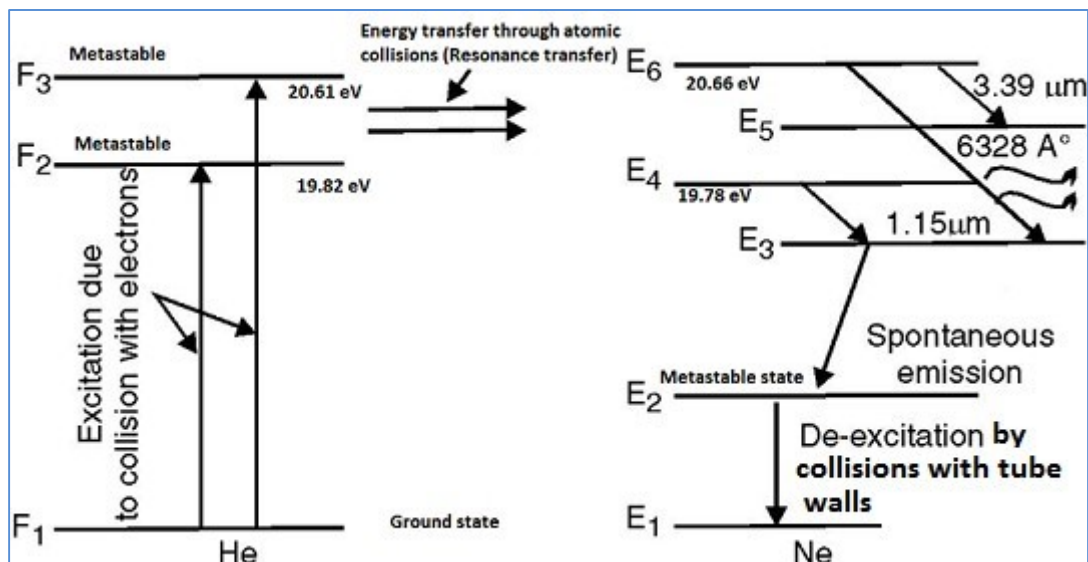 Metastable
F3
20.61 eV
Metastable
F2
19.82 eV
Excitation due
to collision with electrons
F1
Ground state
He
Energy transfer through atomic
collisions (Resonance transfer)
E6
20.66 eV
3.39 μm
E5
6328 A°
E4
19.78 eV
1.15μm
E3
Spontaneous
emission
Metastable state
E2
De-excitation by
collisions with tube
walls
E1
Ne